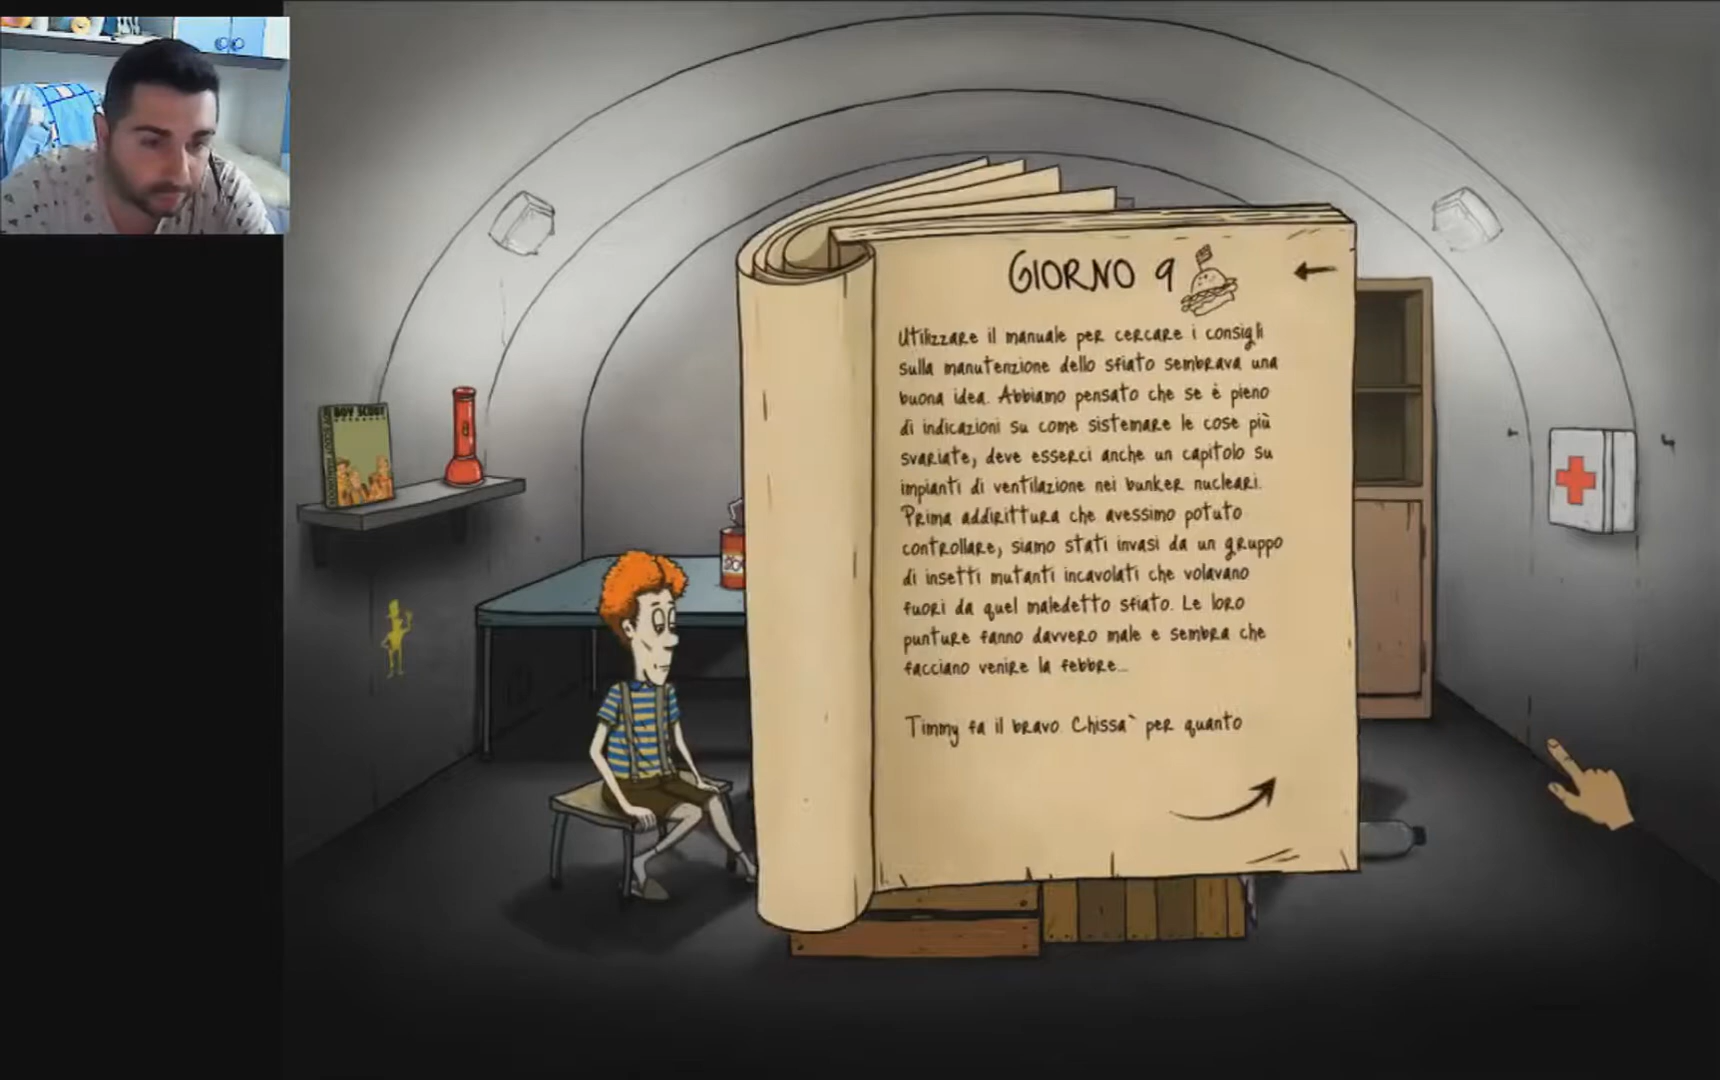 GIORNO 9
Utilizzare il manuale per cercare i consigli
sulla manutenzione dello sfiato sembrava una
buona idea. Abbiamo pensato che se è pieno
di indicazioni su come sistemare le cose più
svariate, deve esserci anche un capitolo su
impianti di ventilazione nei bunker nucleari.
Prima addirittura che avessimo potuto
controllare, siamo stati invasi da un gruppo
di insetti mutanti incavolati che volavano
fuori da quel maledetto sfiato. Le loro
punture fanno davvero male e sembra che
facciano venire la febbre...
Timmy fa il bravo Chissa` per quanto
BOY SCOUT